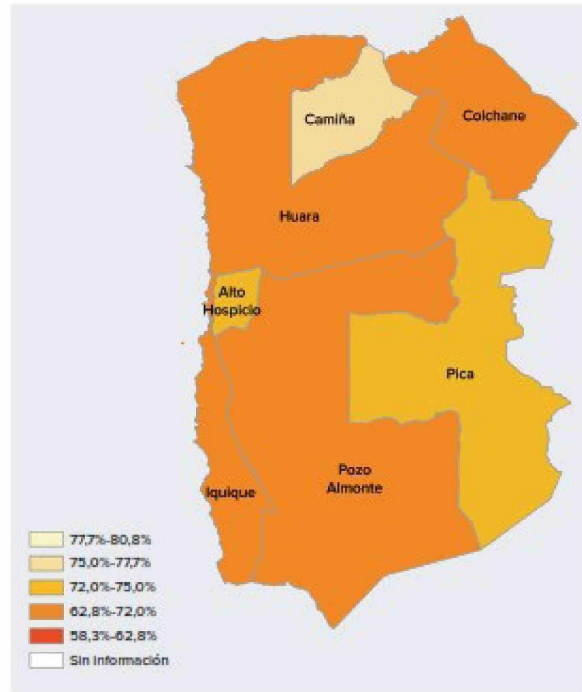 Camiña
Colchane
Huara
Alto
Hospicio
Pica
Pozo
Almonte
Iquique
77,7%-80,8%
75,0%-77,7%
72,0%-75,0%
62,8%-72,0%
58,3%-62,8%
Sin información